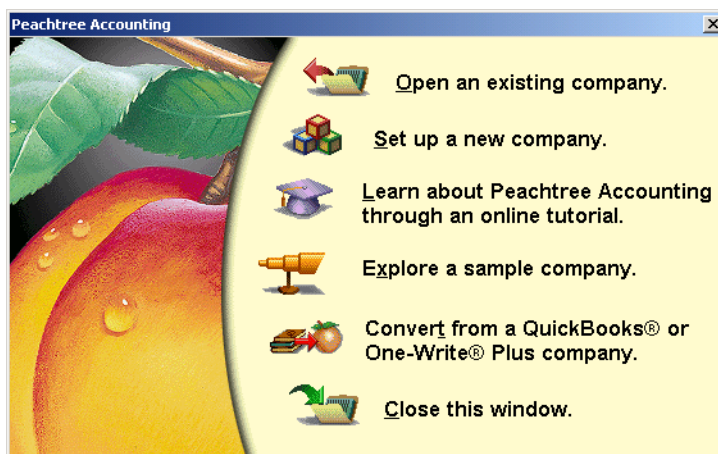 Peachtree Accounting
Open an existing company.
Set up a new company.
Learn about Peachtree Accounting
through an online tutorial.
Explore a sample company.
Convert from a QuickBooks® or
One-Write® Plus company.
Close this window.